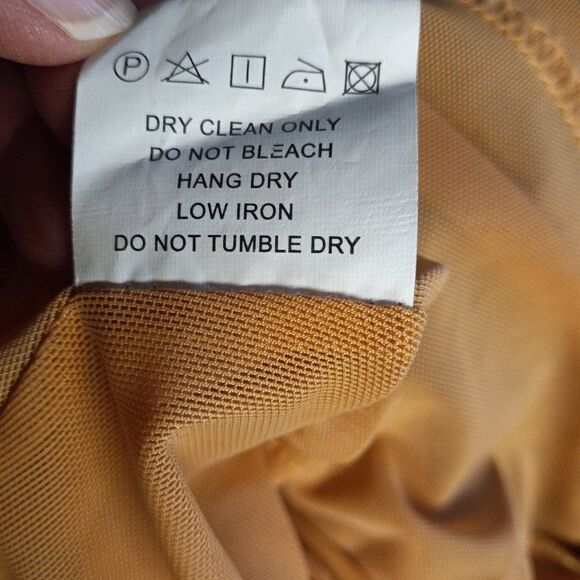 P
DRY CLEAN ONLY
DO NOT BLEACH
HANG DRY
LOW IRON
DO NOT TUMBLE DRY